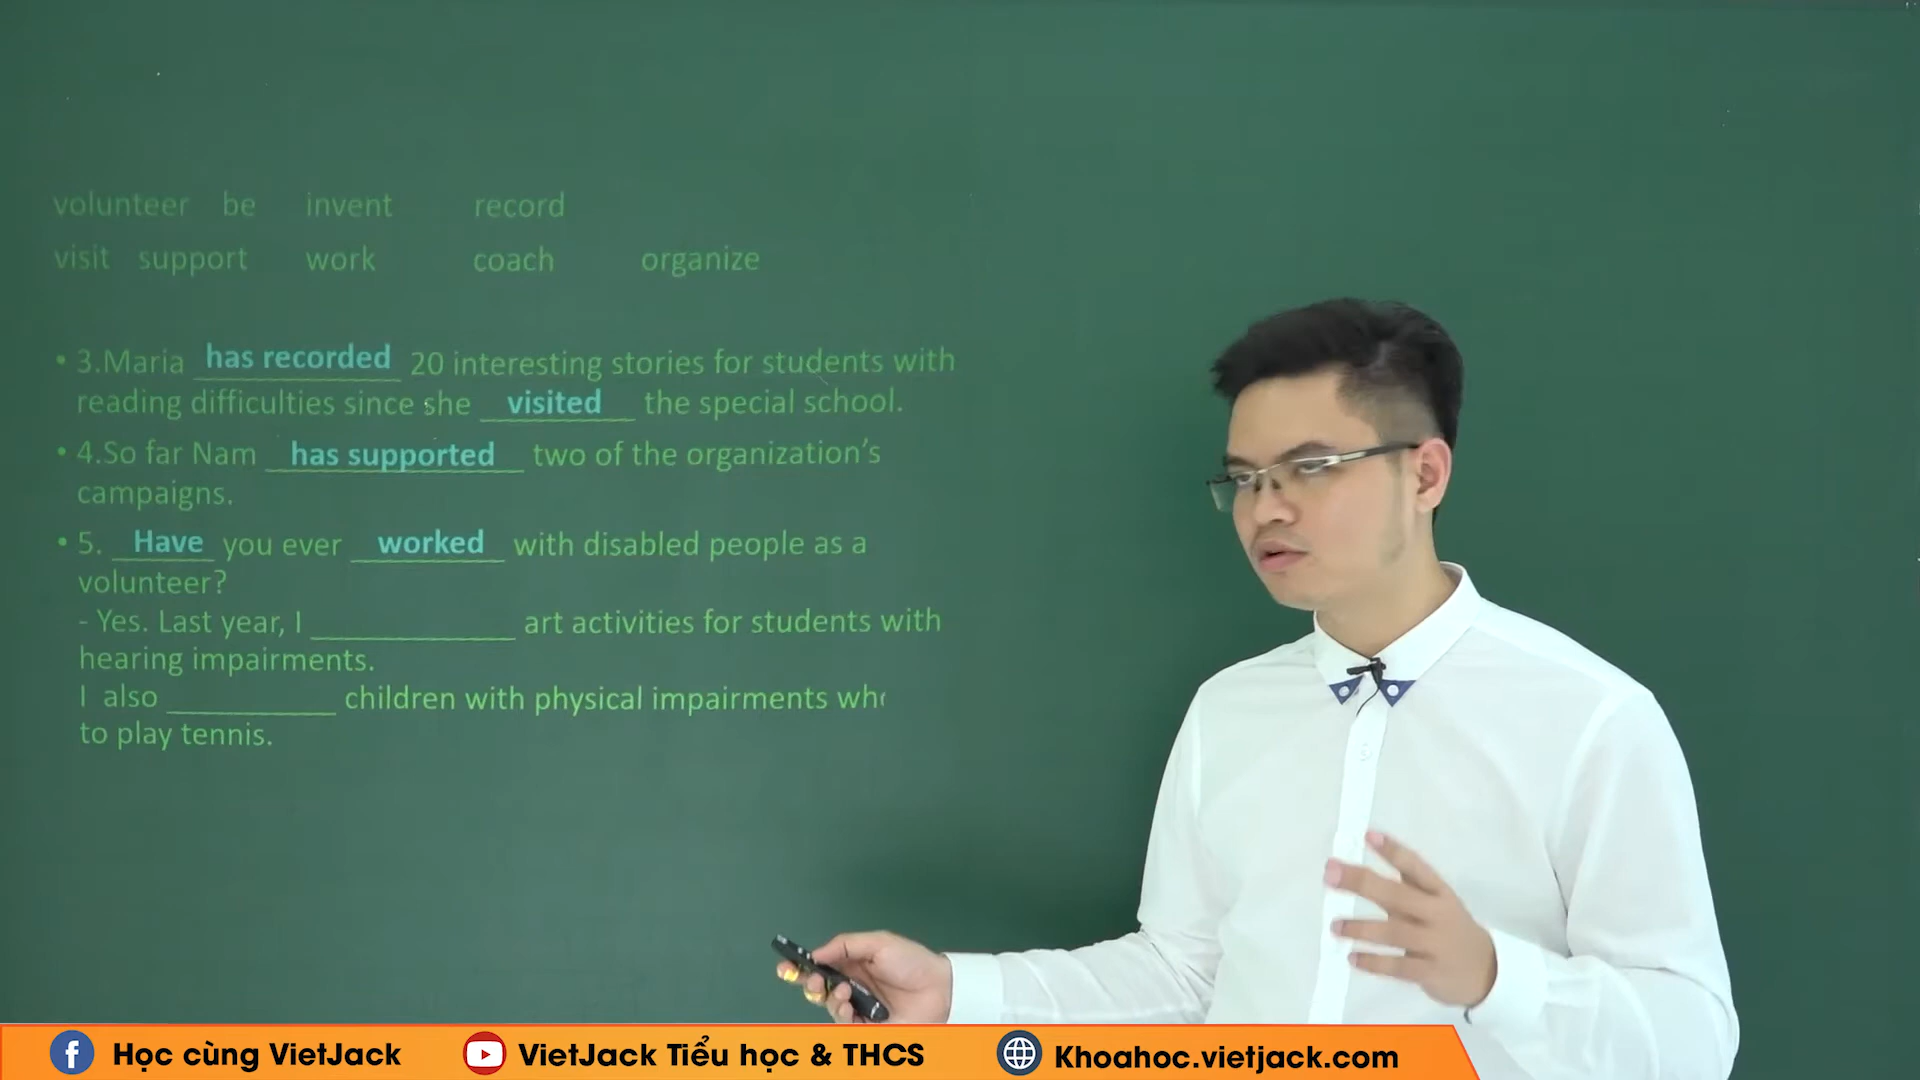 volunteer be invent record
visit support work coach organize
• 3.Maria has recorded 20 interesting stories for students with
reading difficulties since she visited the special school.
• 4.So far Nam has supported two of the organization's
campaigns.
• 5. Have you ever worked with disabled people as a
volunteer?
- Yes. Last year, I ____________ art activities for students with
hearing impairments.
I also __________ children with physical impairments
to play tennis.
Học cùng VietJack
VietJack Tiểu học & THCS
Khoahoc.vietjack.com